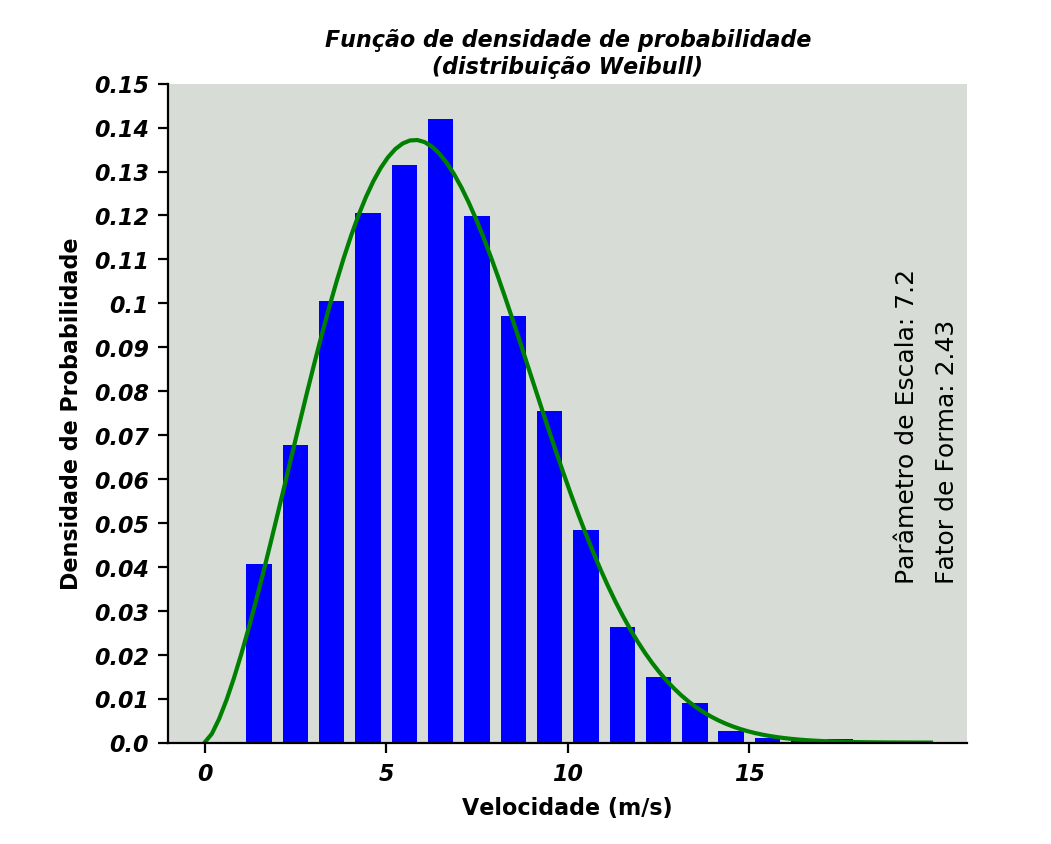 Função de densidade de probabilidade
(distribuição Weibull)
0.15
0.14
0.13
0.12
0.11
0.1
0.09
0.08
0.07
0.06
0.05
0.04
0.03
0.02
0.01
0.0
Densidade de Probabilidade
0 5 10 15
Velocidade (m/s)
Parâmetro de Escala: 7.2
Fator de Forma: 2.43